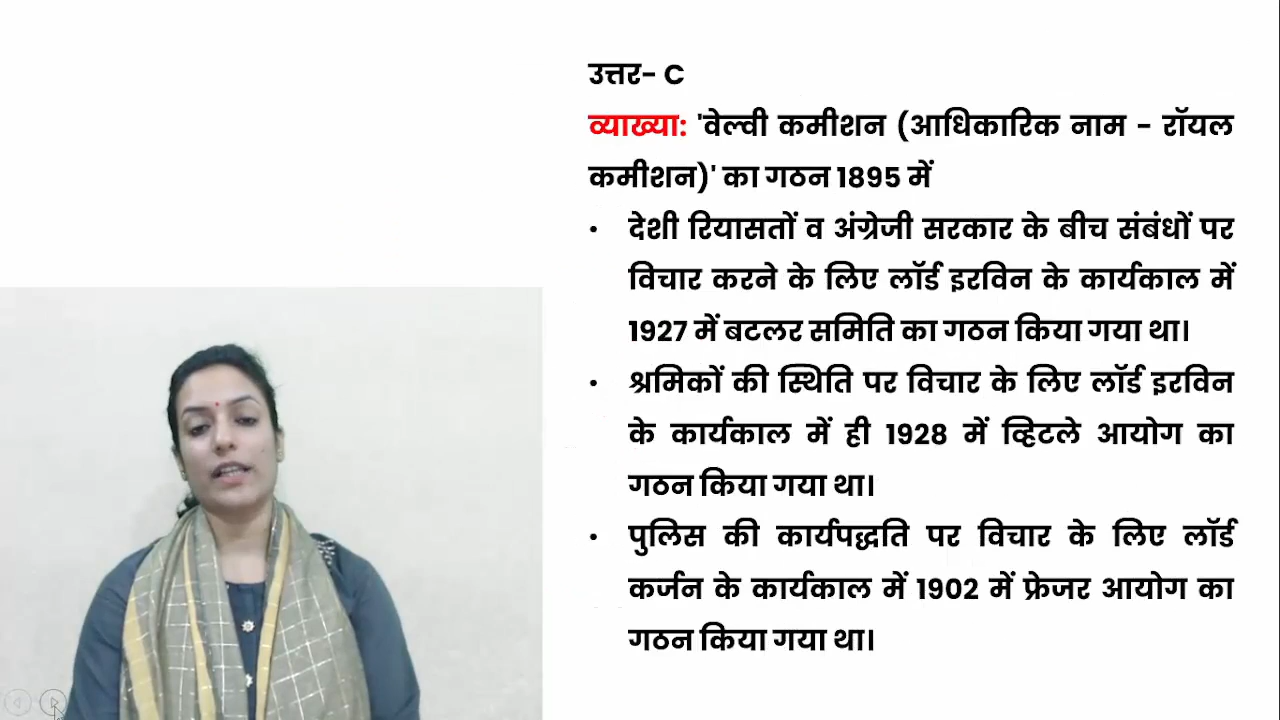 उत्तर- C
व्याख्या: 'वेल्वी कमीशन (आधिकारिक नाम - रॉयल
कमीशन)' का गठन 1895 में
• देशी रियासतों व अंग्रेजी सरकार के बीच संबंधों पर
विचार करने के लिए लॉर्ड इरविन के कार्यकाल में
1927 में बटलर समिति का गठन किया गया था।
• श्रमिकों की स्थिति पर विचार के लिए लॉर्ड इरविन
के कार्यकाल में ही 1928 में व्हिटले आयोग का
गठन किया गया था।
• पुलिस की कार्यपद्धति पर विचार के लिए लॉर्ड
कर्जन के कार्यकाल में 1902 में फ्रेजर आयोग का
गठन किया गया था।